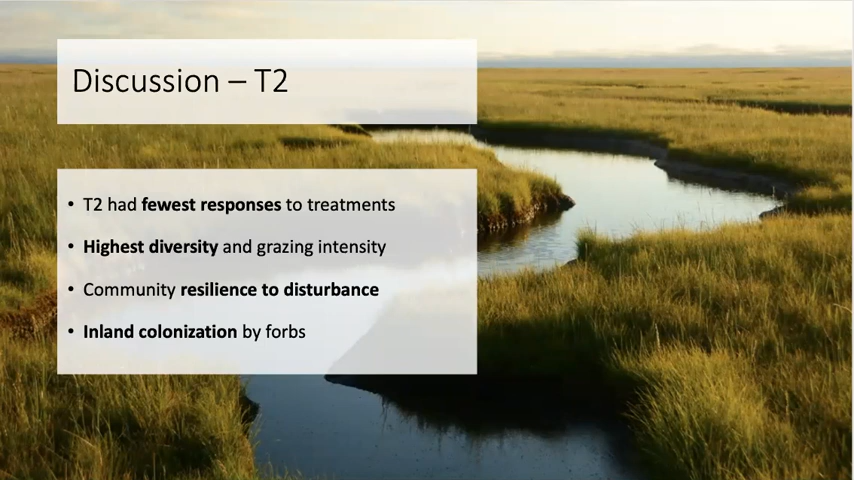 Discussion – T2
• T2 had fewest responses to treatments
• Highest diversity and grazing intensity
• Community resilience to disturbance
• Inland colonization by forbs